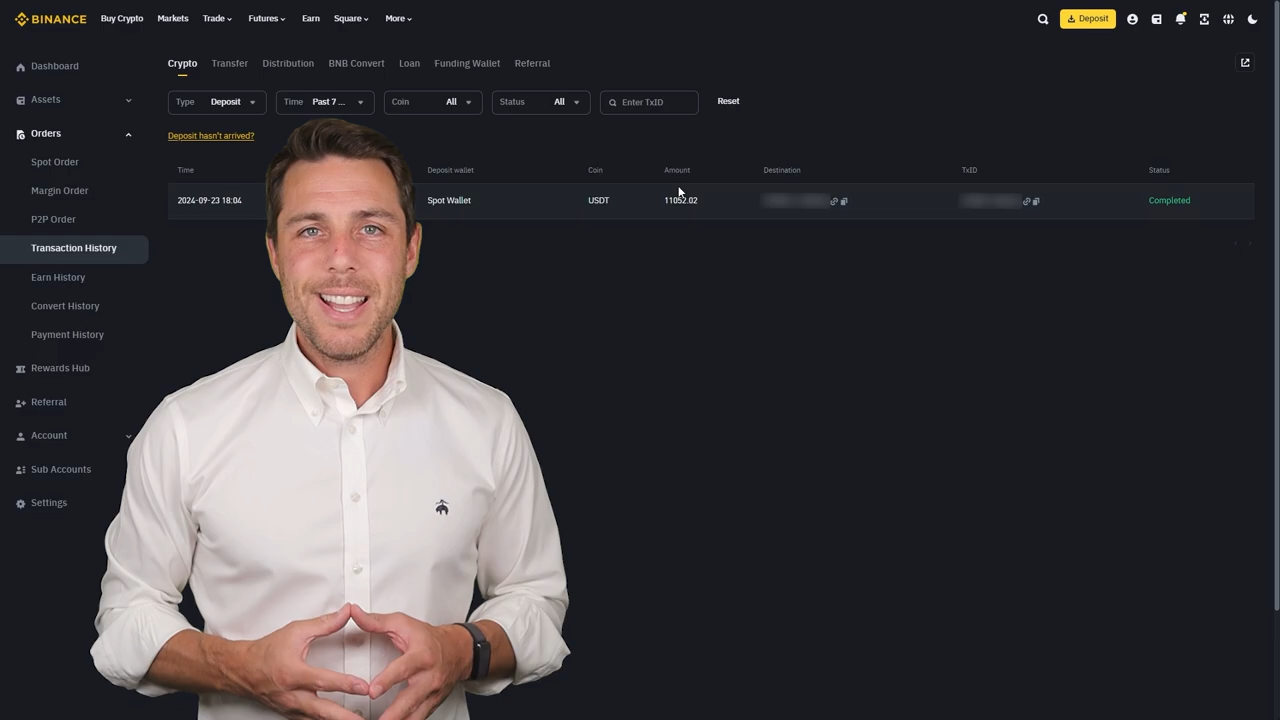 BINANCE Buy Crypto Markets Trade Futures Earn Square More Deposit
Crypto Transfer Distribution BNB Convert Loan Funding Wallet Referral
Type Deposit Time Past 7 ... Coin All Status All Enter TxID Reset
Deposit hasn't arrived?
Time Deposit wallet Coin Amount Destination TxID Status
2024-09-23 18:04 Spot Wallet USDT 11052.02 Completed
Dashboard
Assets
Orders
Spot Order
Margin Order
P2P Order
Transaction History
Earn History
Convert History
Payment History
Rewards Hub
Referral
Account
Sub Accounts
Settings